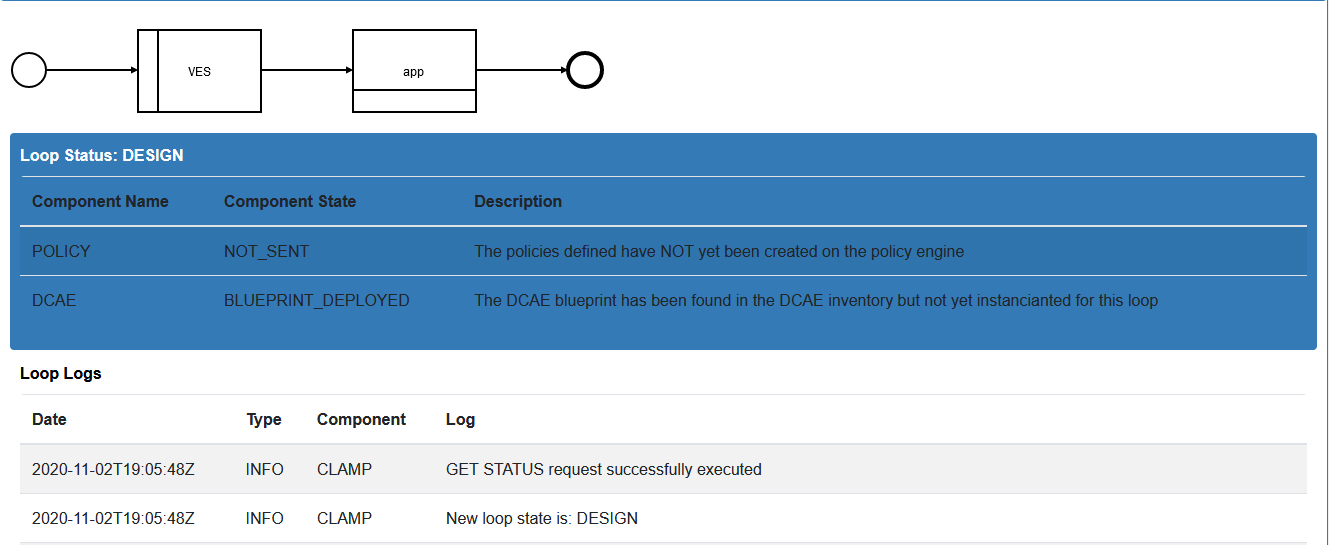 VES
app
Loop Status: DESIGN
Component Name Component State Description
POLICY NOT_SENT The policies defined have NOT yet been created on the policy engine
DCAE BLUEPRINT_DEPLOYED The DCAE blueprint has been found in the DCAE inventory but not yet instancianted for this loop
Loop Logs
Date Type Component Log
2020-11-02T19:05:48Z INFO CLAMP GET STATUS request successfully executed
2020-11-02T19:05:48Z INFO CLAMP New loop state is: DESIGN